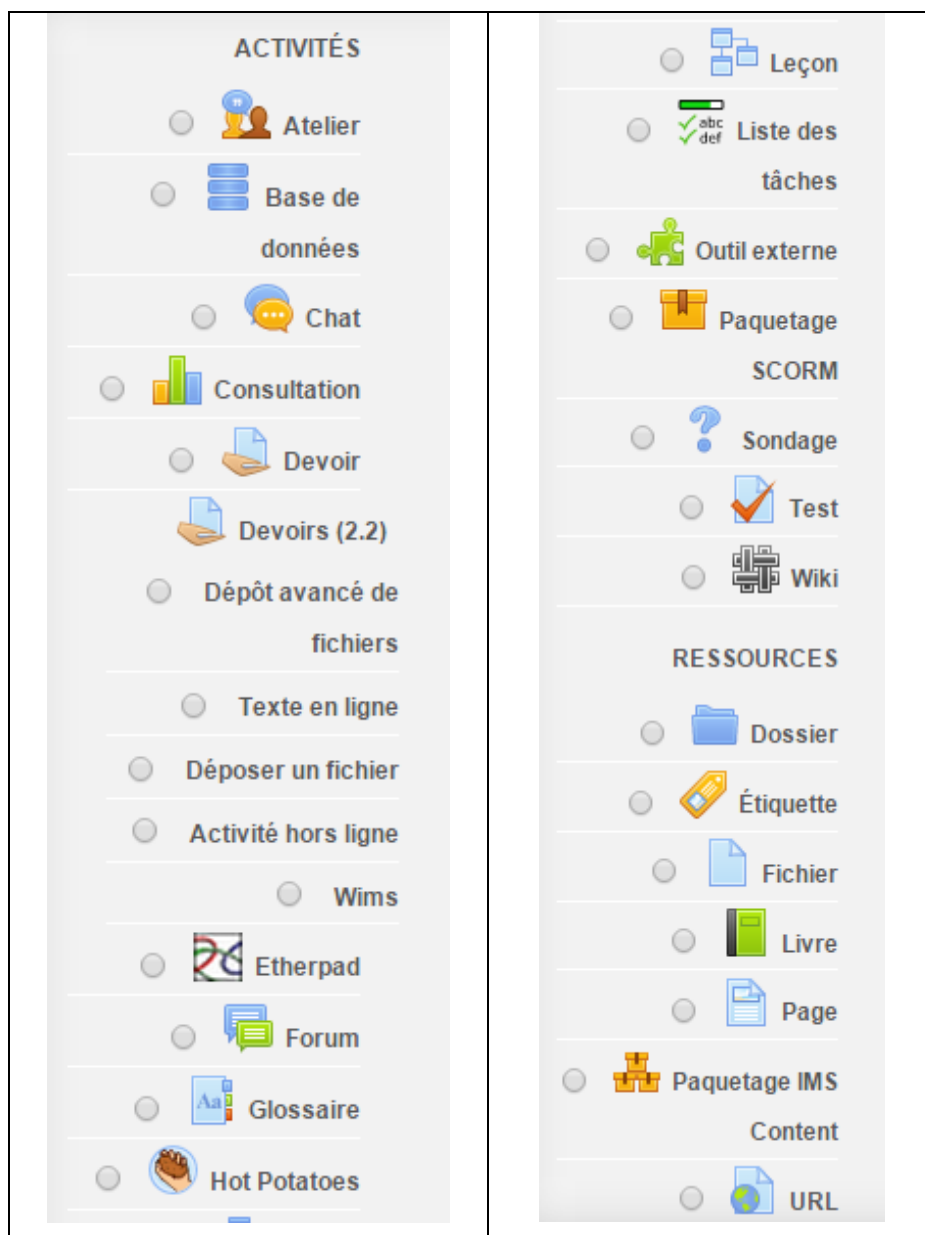 ACTIVITÉS
Atelier
Base de
données
Chat
Consultation
Devoir
Devoirs (2.2)
Dépôt avancé de
fichiers
Texte en ligne
Déposer un fichier
Activité hors ligne
Wims
Etherpad
Forum
Aa
Glossaire
Hot Potatoes
Leçon
abc
def
Liste des
tâches
Outil externe
Paquetage
SCORM
Sondage
Test
Wiki
RESSOURCES
Dossier
Étiquette
Fichier
Livre
Page
Paquetage IMS
Content
URL